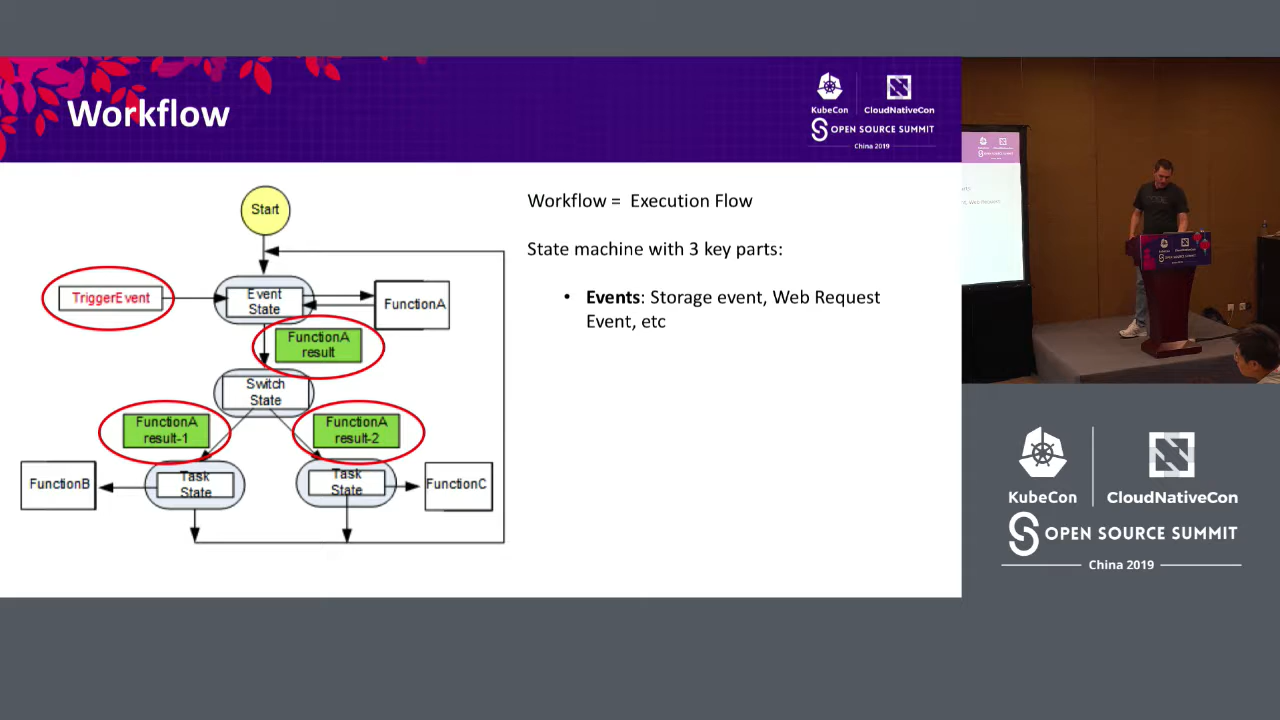 Workflow
KubeCon
CloudNativeCon
OPEN SOURCE SUMMIT
China 2019
Start
TriggerEvent
Event
State
FunctionA
FunctionA
result
Switch
State
FunctionA
result-1
FunctionA
result-2
FunctionB
Task
State
Task
State
FunctionC
Workflow = Execution Flow
State machine with 3 key parts:
• Events: Storage event, Web Request
Event, etc
KubeCon
CloudNativeCon
OPEN SOURCE SUMMIT
China 2019